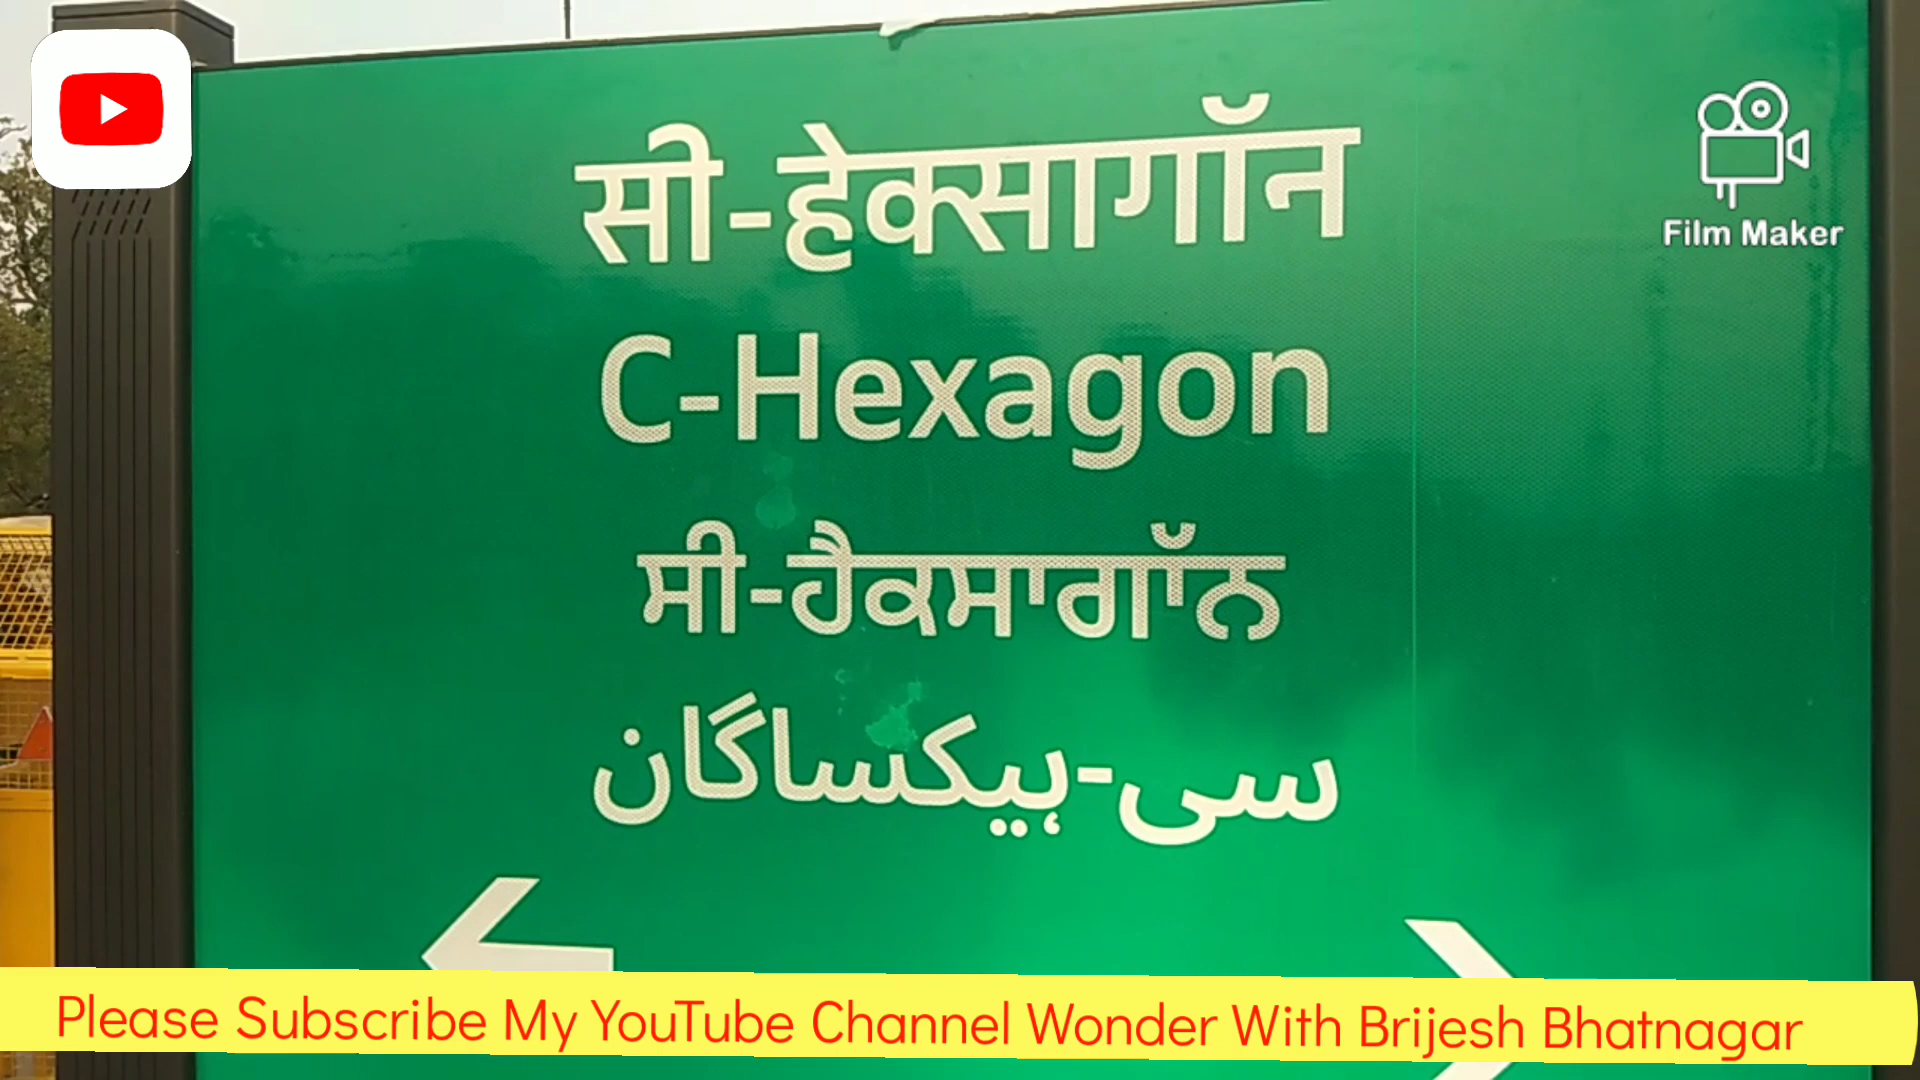 सी-हेक्सागॉन
Film Maker
C-Hexagon
ਸੀ-ਹੈਕਸਾਗਾੱਨ
سی-ہیکساگان
Please Subscribe My YouTube Channel Wonder With Brijesh Bhatnagar